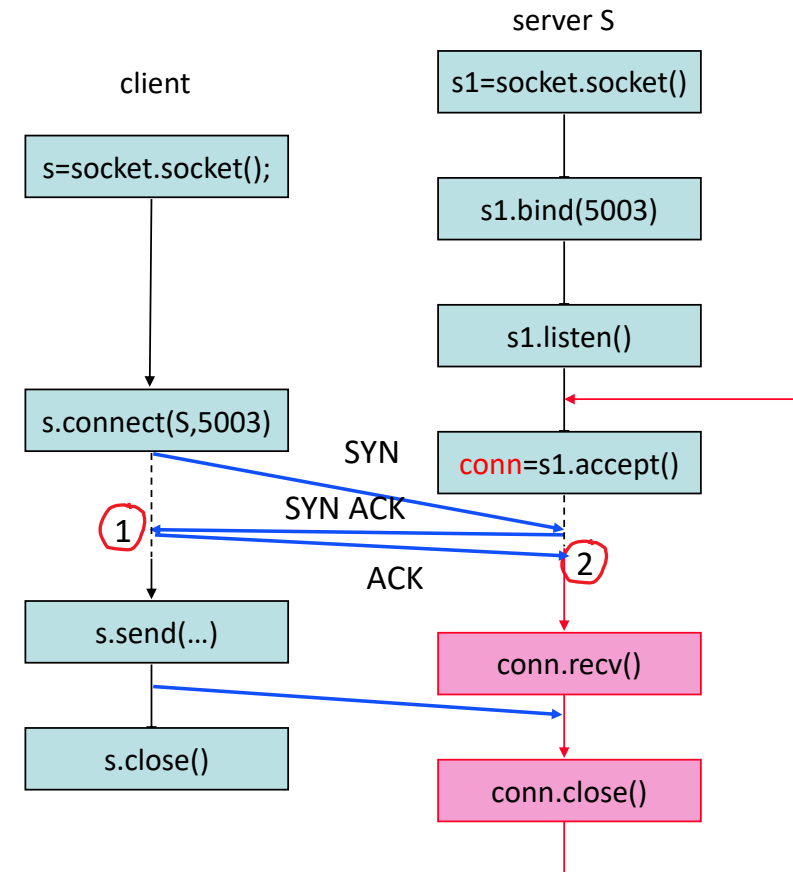 server S
client
s1=socket.socket()
s=socket.socket();
s1.bind(5003)
s1.listen()
s.connect(S,5003)
conn=s1.accept()
SYN
SYN ACK
1
2
ACK
s.send(…)
conn.recv()
s.close()
conn.close()